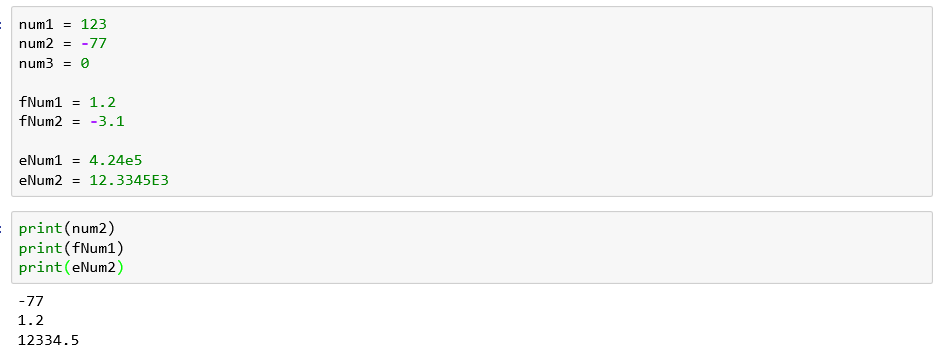 num1 = 123
num2 = -77
num3 = 0
fNum1 = 1.2
fNum2 = -3.1
eNum1 = 4.24e5
eNum2 = 12.3345E3
print(num2)
print(fNum1)
print(eNum2)
-77
1.2
12334.5